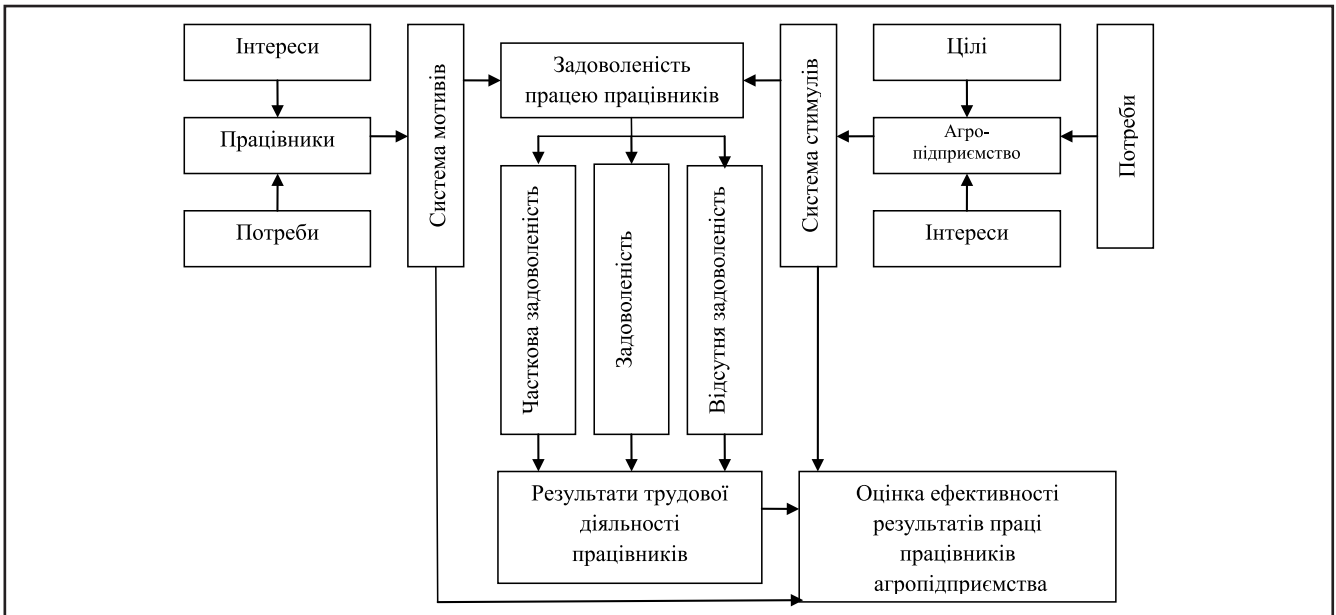 Інтереси
Працівники
Потреби
Система мотивів
Задоволеність
працею працівників
Часткова задоволеність
Задоволеність
Відсутня задоволеність
Система стимулів
Цілі
Агро-
підприємство
Інтереси
Потреби
Результати трудової
діяльності
працівників
Оцінка ефективності
результатів праці
працівників
агропідприємства